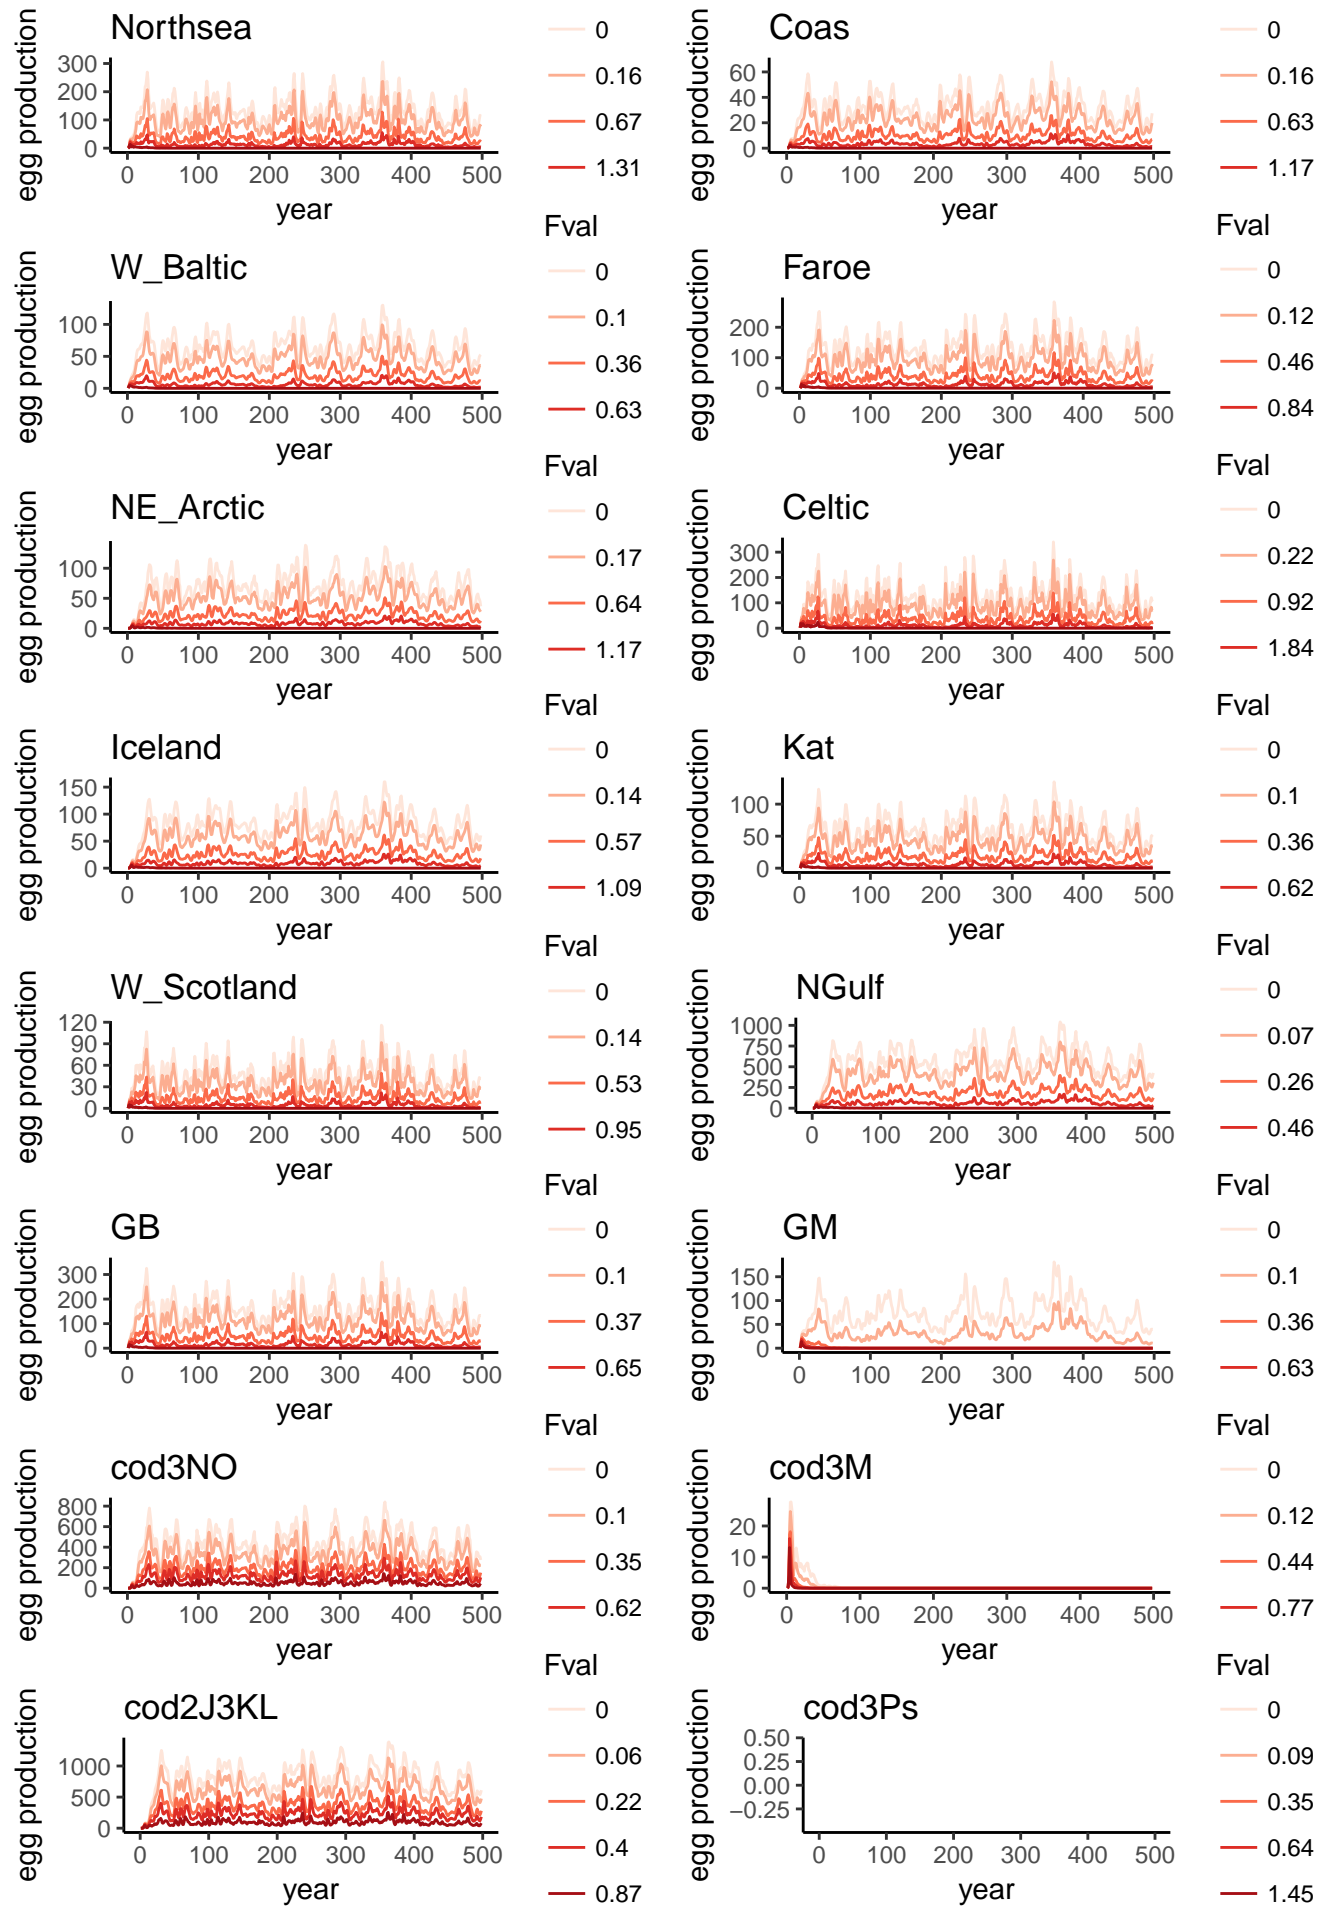 Northsea
egg production
300
200
100
0
0 100 200 300 400 500
year
0
0.16
0.67
1.31
Coas
egg production
60
40
20
0
0 100 200 300 400 500
year
0
0.16
0.63
1.17
W_Baltic
egg production
100
50
0
0 100 200 300 400 500
year
Fval
0
0.1
0.36
0.63
Faroe
egg production
200
100
0
0 100 200 300 400 500
year
Fval
0
0.12
0.46
0.84
NE_Arctic
egg production
100
50
0
0 100 200 300 400 500
year
Fval
0
0.17
0.64
1.17
Celtic
egg production
300
200
100
0
0 100 200 300 400 500
year
Fval
0
0.22
0.92
1.84
Iceland
egg production
150
100
50
0
0 100 200 300 400 500
year
Fval
0
0.14
0.57
1.09
Kat
egg production
100
50
0
0 100 200 300 400 500
year
Fval
0
0.1
0.36
0.62
W_Scotland
egg production
120
90
60
30
0
0 100 200 300 400 500
year
Fval
0
0.14
0.53
0.95
NGulf
egg production
1000
750
500
250
0
0 100 200 300 400 500
year
Fval
0
0.07
0.26
0.46
GB
egg production
300
200
100
0
0 100 200 300 400 500
year
Fval
0
0.1
0.37
0.65
GM
egg production
150
100
50
0
0 100 200 300 400 500
year
Fval
0
0.1
0.36
0.63
cod3NO
egg production
800
600
400
200
0
0 100 200 300 400 500
year
Fval
0
0.1
0.35
0.62
cod3M
egg production
20
10
0
0 100 200 300 400 500
year
Fval
0
0.12
0.44
0.77
cod2J3KL
egg production
1000
500
0
0 100 200 300 400 500
year
Fval
0
0.06
0.22
0.4
0.87
cod3Ps
egg production
0.50
0.25
0.00
−0.25
0 100 200 300 400 500
year
Fval
0
0.09
0.35
0.64
1.45